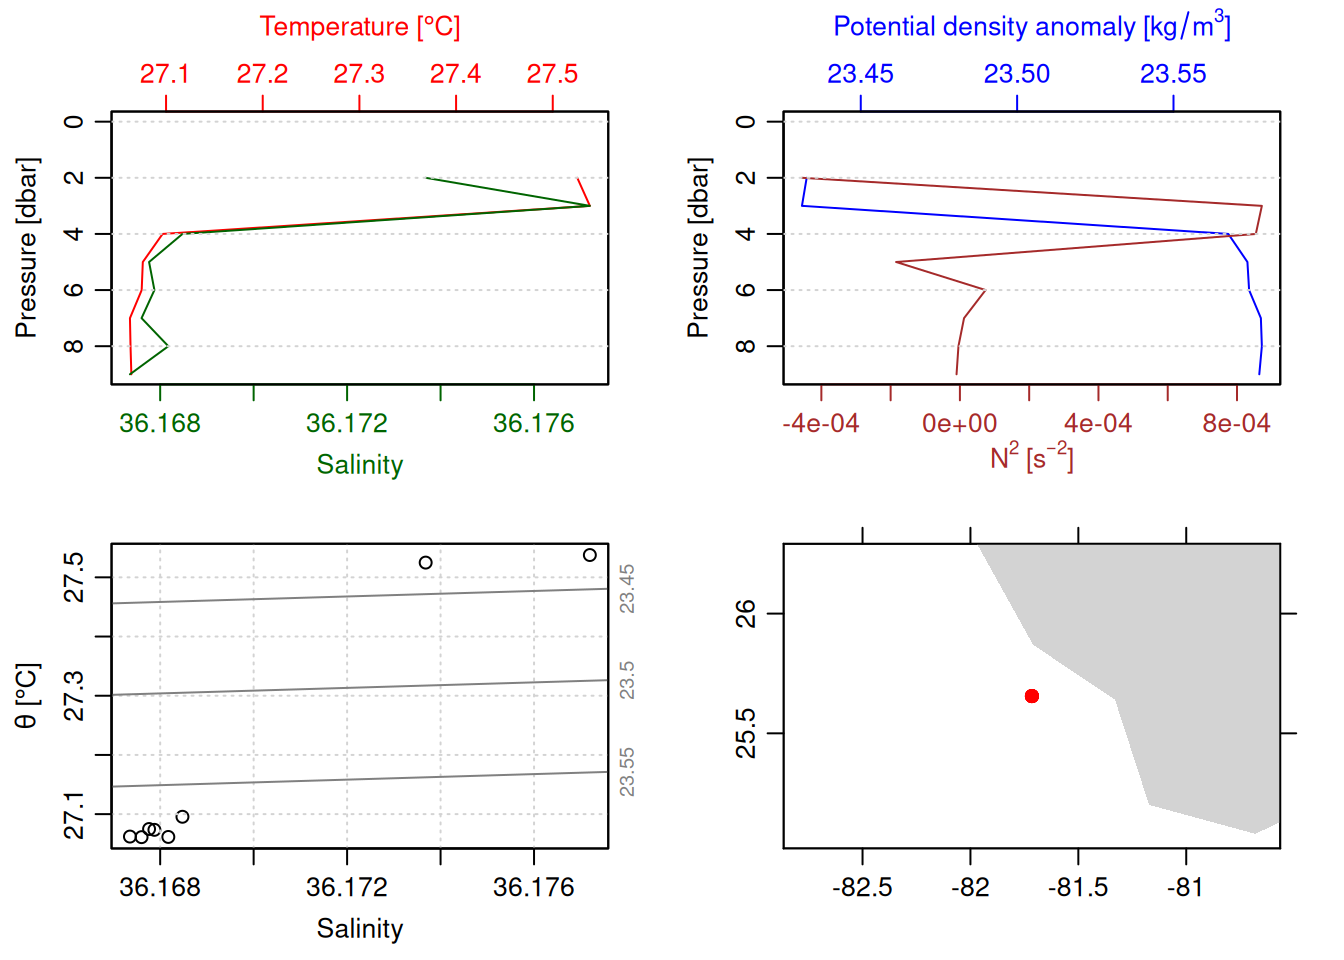 Temperature [°C]
27.1 27.2 27.3 27.4 27.5
Pressure [dbar]
0
2
4
6
8
36.168 36.172 36.176
Salinity
Potential density anomaly [kg/m³]
23.45 23.50 23.55
Pressure [dbar]
0
2
4
6
8
-4e-04 0e+00 4e-04 8e-04
N² [s⁻²]
θ [°C]
27.5
27.3
27.1
23.45
23.5
23.55
36.168 36.172 36.176
Salinity
26
25.5
-82.5 -82 -81.5 -81